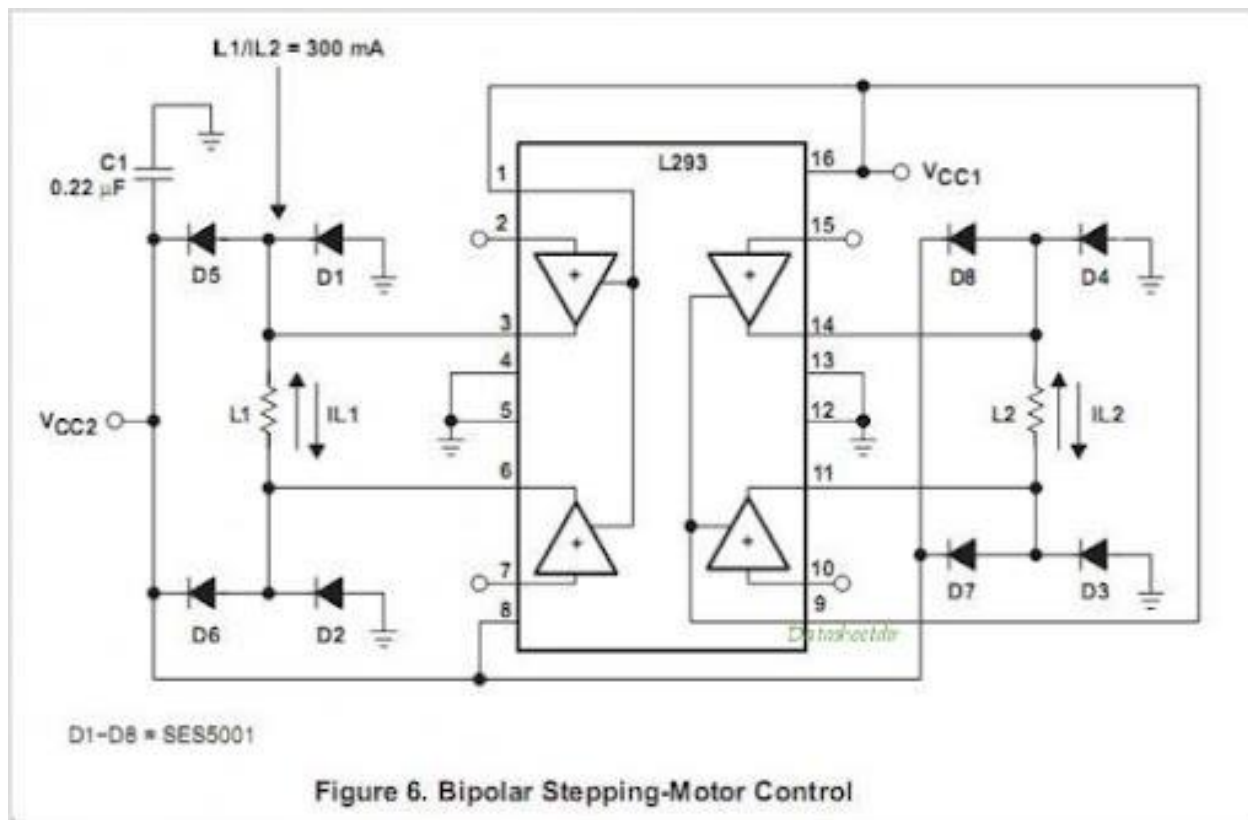 L1/IL2 = 300 mA
C1
0.22 µF
D5
D1
L1
IL1
VCC2
D6
D2
L293
1
2
3
4
5
6
7
8
16
15
14
13
12
11
10
9
+
+
+
+
VCC1
D8
D4
L2
IL2
D7
D3
Datasheetdir
D1–D8 = SES5001
Figure 6. Bipolar Stepping-Motor Control